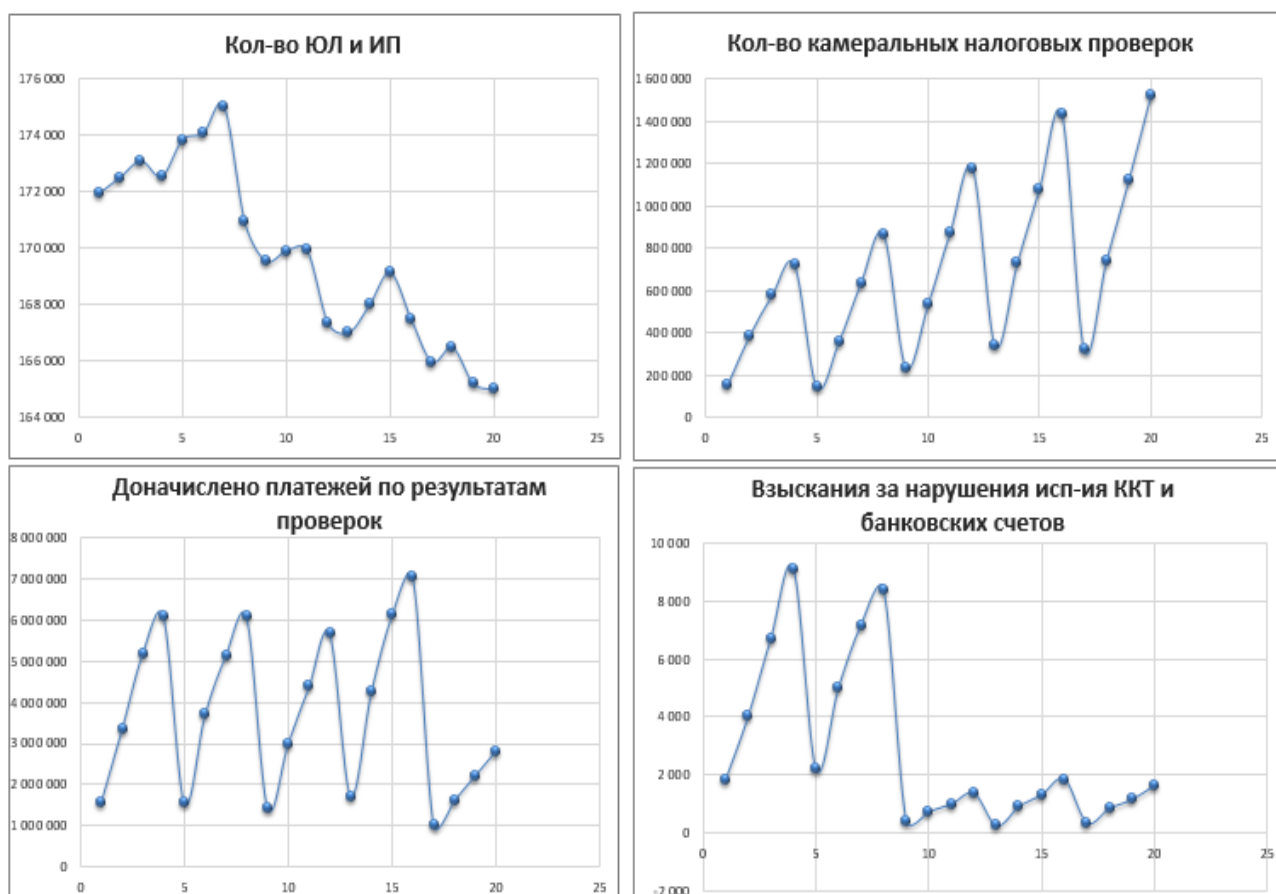 Кол-во ЮЛ и ИП
176 000
174 000
172 000
170 000
168 000
166 000
164 000
0 5 10 15 20 25
Кол-во камеральных налоговых проверок
1 600 000
1 400 000
1 200 000
1 000 000
800 000
600 000
400 000
200 000
0
0 5 10 15 20 25
Доначислено платежей по результатам
проверок
8 000 000
7 000 000
6 000 000
5 000 000
4 000 000
3 000 000
2 000 000
1 000 000
0
0 5 10 15 20 25
Взыскания за нарушения исп-ия ККТ и
банковских счетов
10 000
8 000
6 000
4 000
2 000
0
0 5 10 15 20 25
-2 000